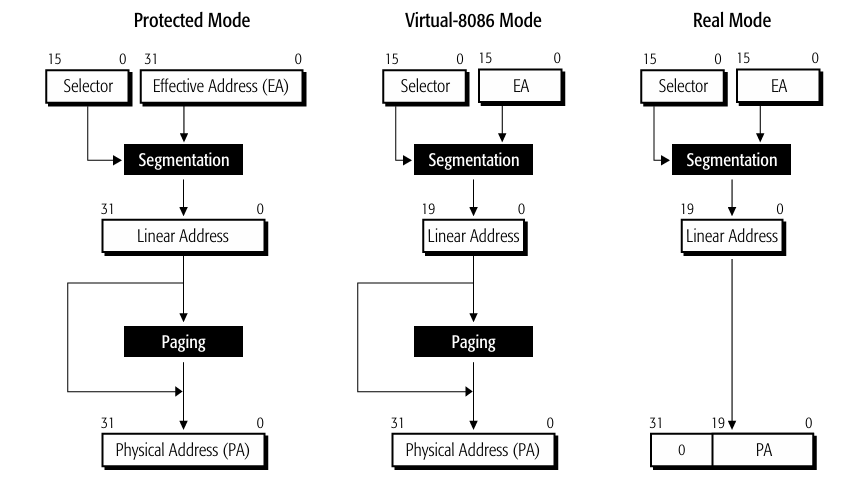 Protected Mode Virtual-8086 Mode Real Mode
15 0 31 0 15 0 15 0 15 0 15 0
Selector Effective Address (EA) Selector EA Selector EA
Segmentation Segmentation Segmentation
31 0 19 0 19 0
Linear Address Linear Address Linear Address
Paging Paging
31 0 31 0 31 19 0
Physical Address (PA) Physical Address (PA) 0 PA